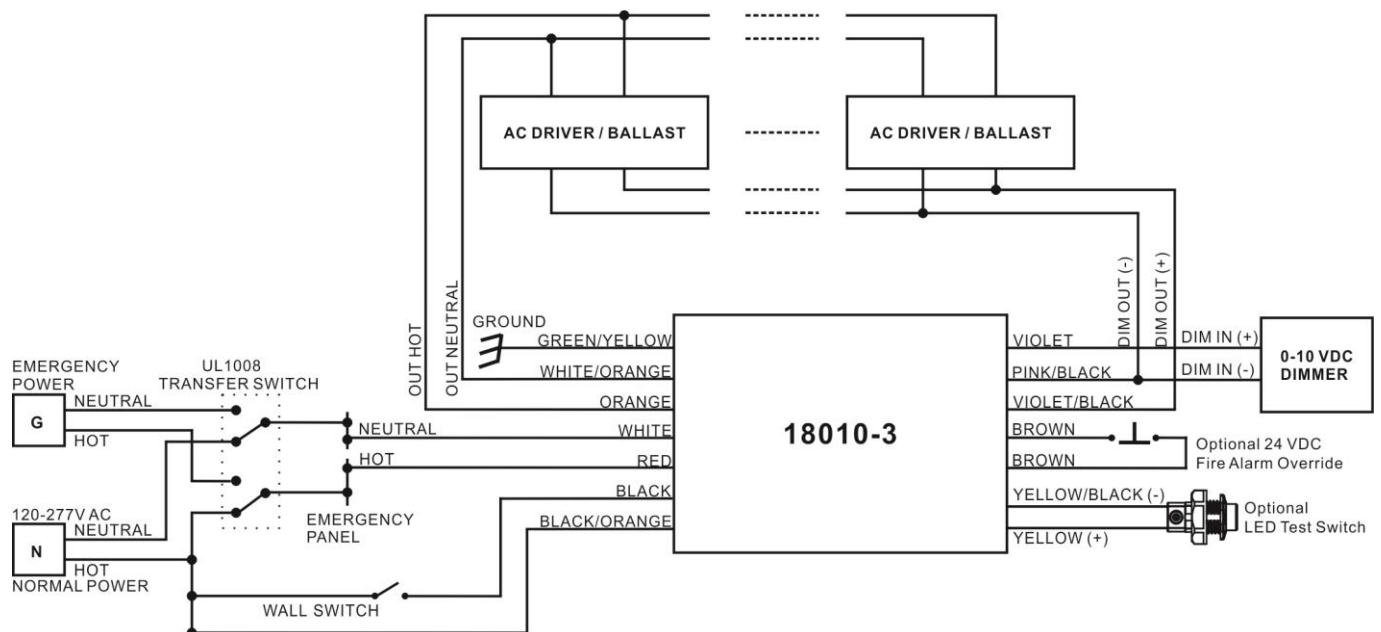 AC DRIVER / BALLAST
AC DRIVER / BALLAST
OUT HOT
OUT NEUTRAL
DIM OUT (-)
DIM OUT (+)
GROUND
GREEN/YELLOW
WHITE/ORANGE
ORANGE
WHITE
RED
BLACK
BLACK/ORANGE
18010-3
VIOLET
PINK/BLACK
VIOLET/BLACK
BROWN
BROWN
YELLOW/BLACK (-)
YELLOW (+)
DIM IN (+)
DIM IN (-)
0-10 VDC
DIMMER
Optional 24 VDC
Fire Alarm Override
Optional
LED Test Switch
EMERGENCY
POWER
G
NEUTRAL
HOT
UL1008
TRANSFER SWITCH
NEUTRAL
HOT
EMERGENCY
PANEL
120-277V AC
N
NEUTRAL
HOT
NORMAL POWER
WALL SWITCH